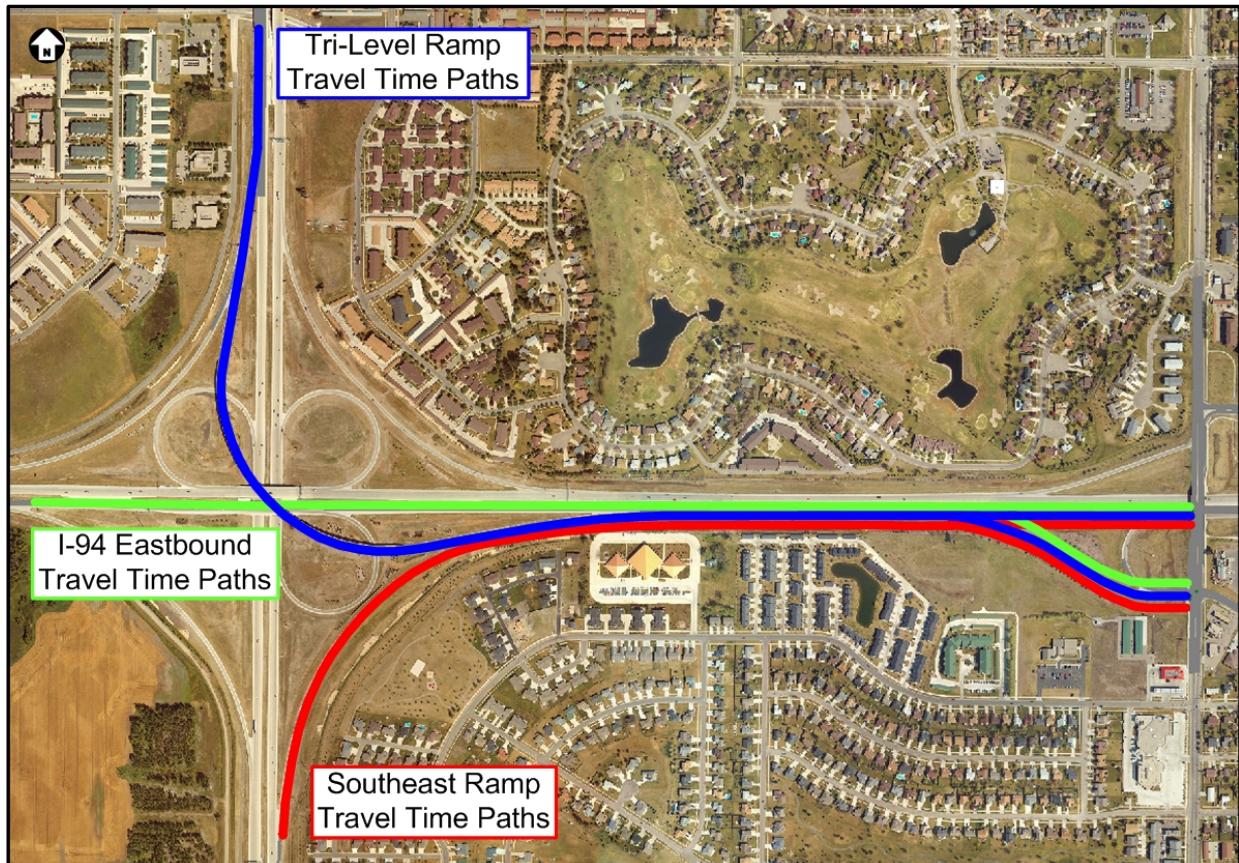 N
Tri-Level Ramp
Travel Time Paths
I-94 Eastbound
Travel Time Paths
Southeast Ramp
Travel Time Paths